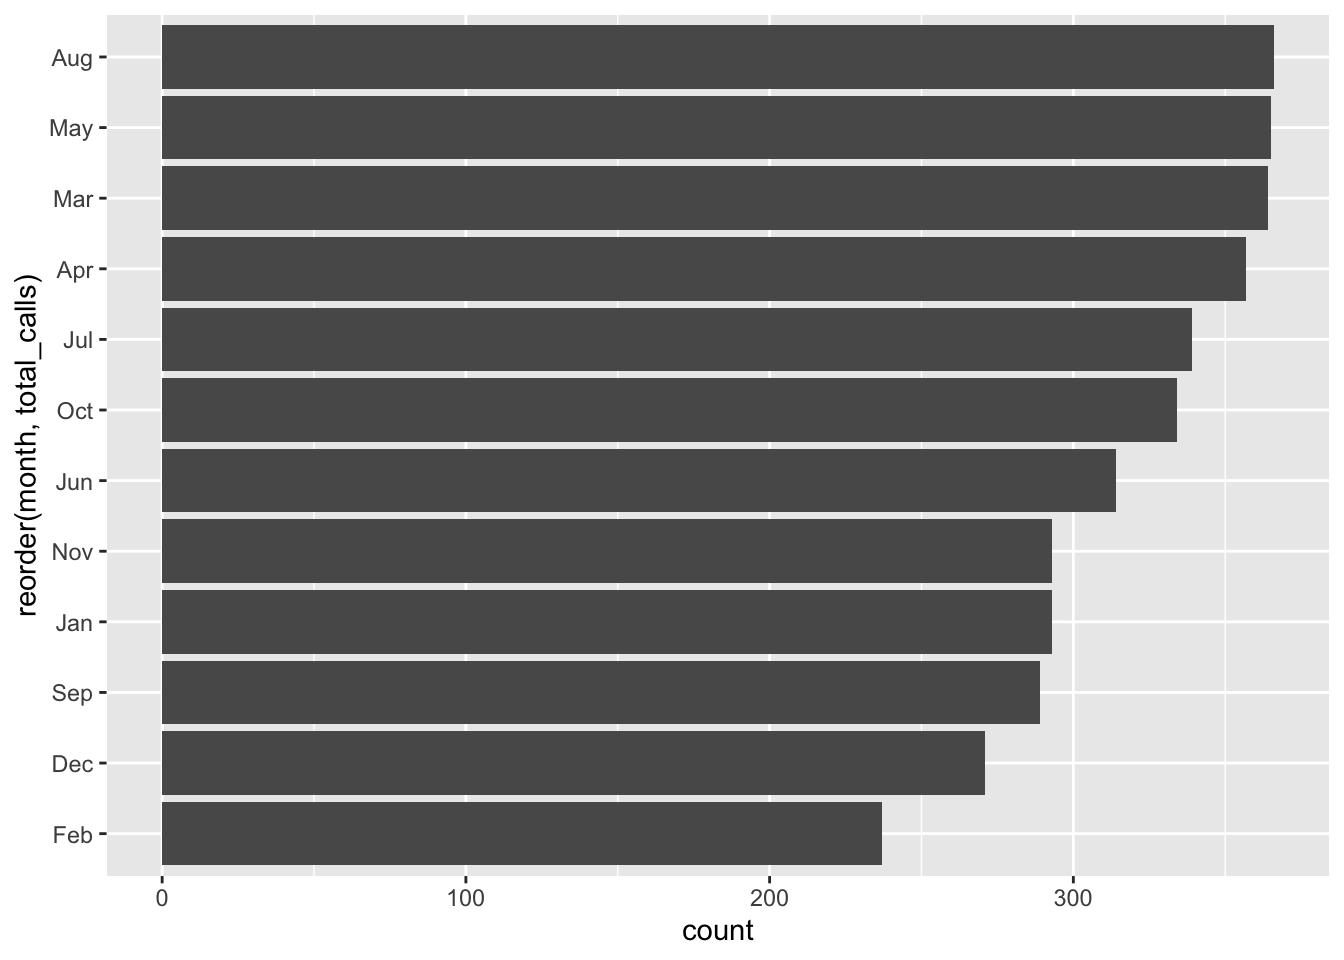 Aug
May
Mar
Apr
Jul
Oct
Jun
Nov
Jan
Sep
Dec
Feb
reorder(month, total_calls)
0 100 200 300
count